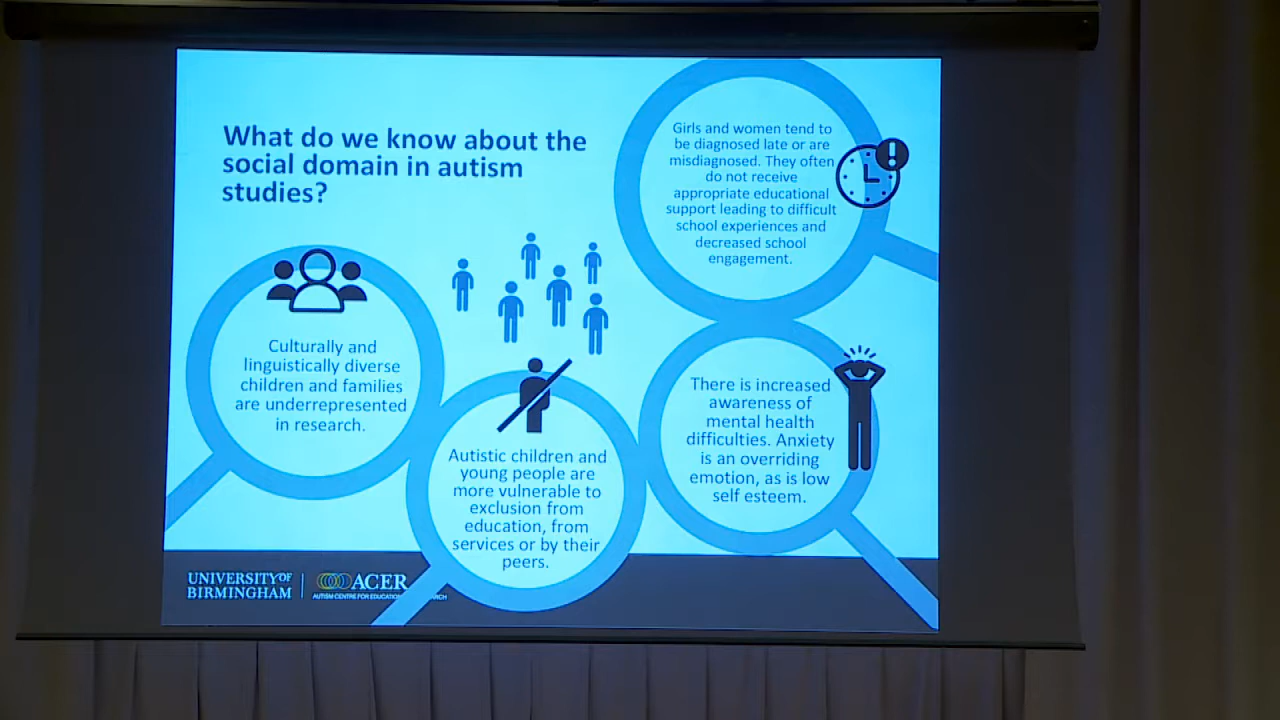 What do we know about the
social domain in autism
studies?
Culturally and
linguistically diverse
children and families
are underrepresented
in research.
Autistic children and
young people are
more vulnerable to
exclusion from
education, from
services or by their
peers.
Girls and women tend to
be diagnosed late or are
misdiagnosed. They often
do not receive
appropriate educational
support leading to difficult
school experiences and
decreased school
engagement.
There is increased
awareness of
mental health
difficulties. Anxiety
is an overriding
emotion, as is low
self esteem.
UNIVERSITY OF
BIRMINGHAM
ACER
AUTISM CENTRE FOR